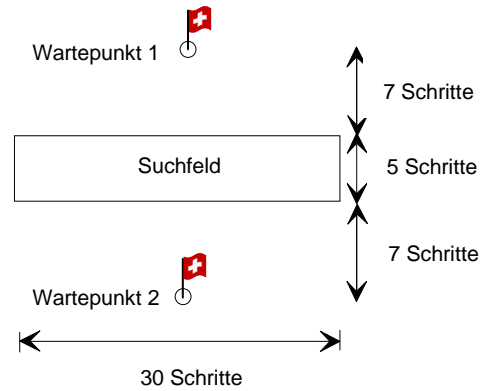 Wartepunkt 1
7 Schritte
Suchfeld
5 Schritte
7 Schritte
Wartepunkt 2
30 Schritte